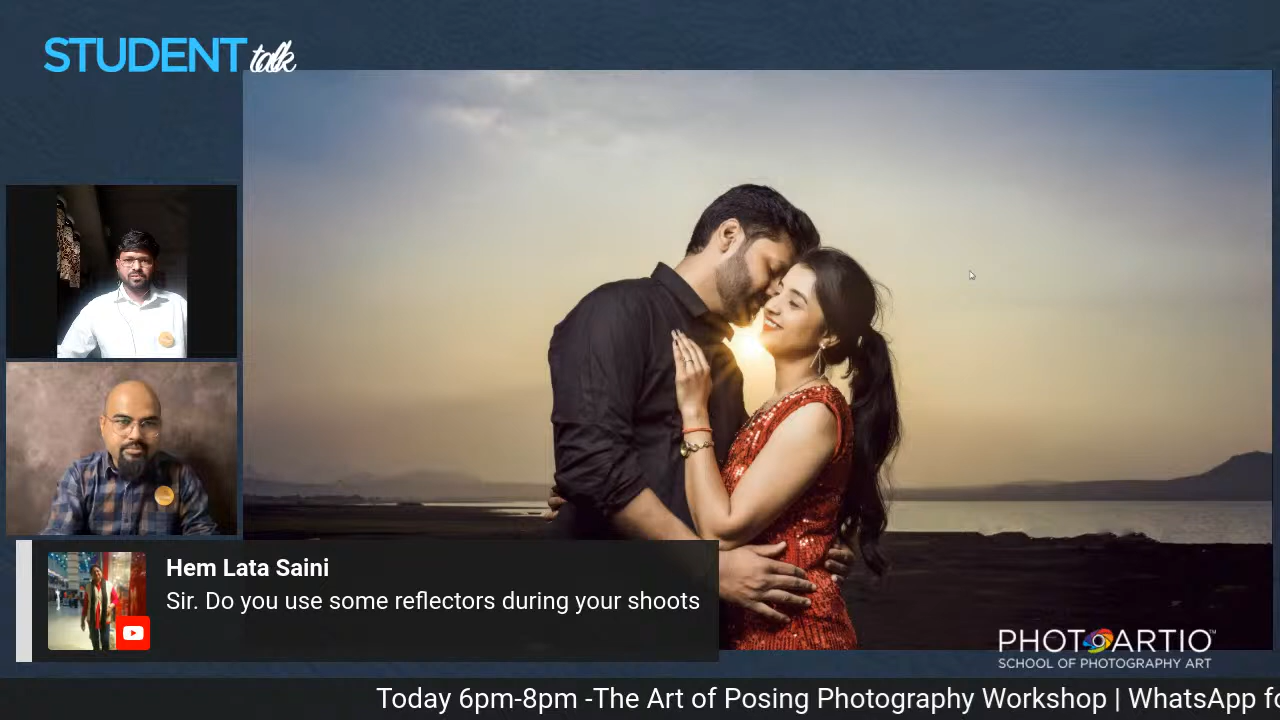 STUDENT talk
Hem Lata Saini
Sir. Do you use some reflectors during your shoots
PHOTOARTIO™
SCHOOL OF PHOTOGRAPHY ART
Today 6pm-8pm -The Art of Posing Photography Workshop | WhatsApp fo